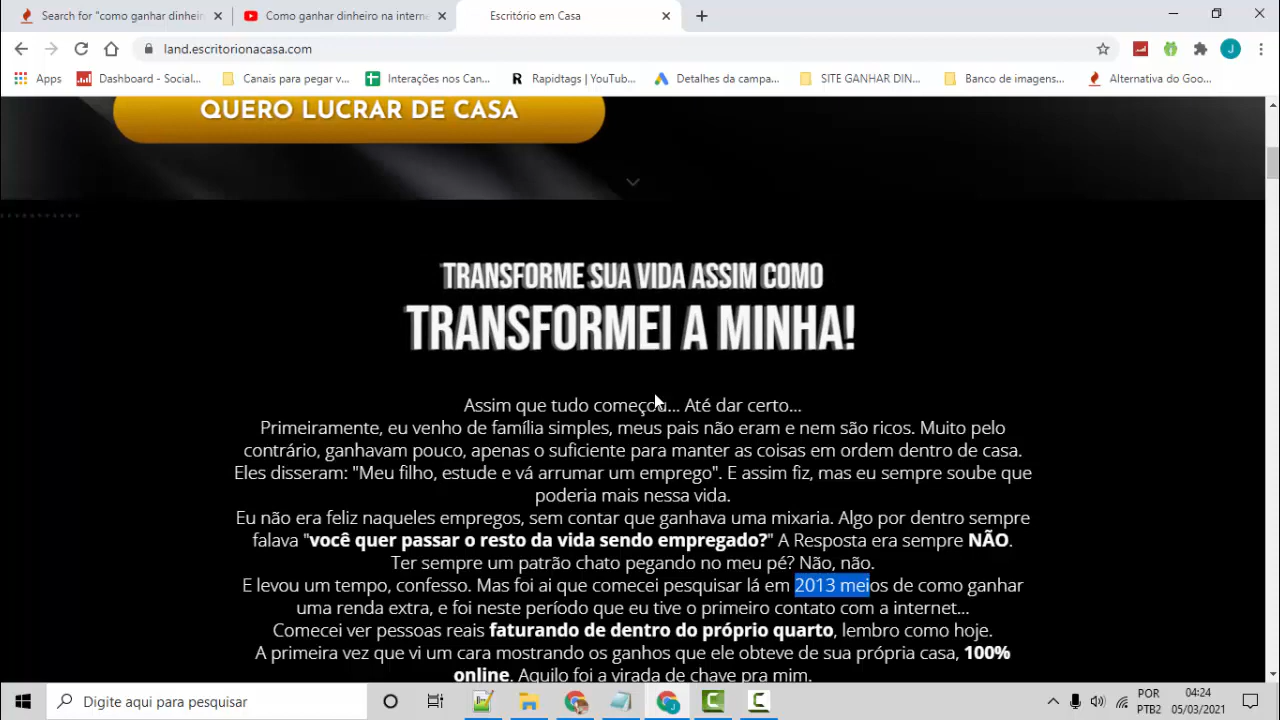 Search for "como ganhar dinheiro
Como ganhar dinheiro na interne
Escritório em Casa
land.escritorionacasa.com
J
Apps
Dashboard - Social...
Canais para pegar v...
Interações nos Can...
Rapidtags | YouTub...
Detalhes da campa...
SITE GANHAR DIN...
Banco de imagens...
Alternativa do Goo...
QUERO LUCRAR DE CASA
TRANSFORME SUA VIDA ASSIM COMO
TRANSFORMEI A MINHA!
Assim que tudo começou... Até dar certo...
Primeiramente, eu venho de família simples, meus pais não eram e nem são ricos. Muito pelo
contrário, ganhavam pouco, apenas o suficiente para manter as coisas em ordem dentro de casa.
Eles disseram: "Meu filho, estude e vá arrumar um emprego". E assim fiz, mas eu sempre soube que
poderia mais nessa vida.
Eu não era feliz naqueles empregos, sem contar que ganhava uma mixaria. Algo por dentro sempre
falava "você quer passar o resto da vida sendo empregado?" A Resposta era sempre NÃO.
Ter sempre um patrão chato pegando no meu pé? Não, não.
E levou um tempo, confesso. Mas foi ai que comecei pesquisar lá em 2013 meios de como ganhar
uma renda extra, e foi neste período que eu tive o primeiro contato com a internet...
Comecei ver pessoas reais faturando de dentro do próprio quarto, lembro como hoje.
A primeira vez que vi um cara mostrando os ganhos que ele obteve de sua própria casa, 100%
online. Aquilo foi a virada de chave pra mim.
Digite aqui para pesquisar
POR
PTB2
04:24
05/03/2021